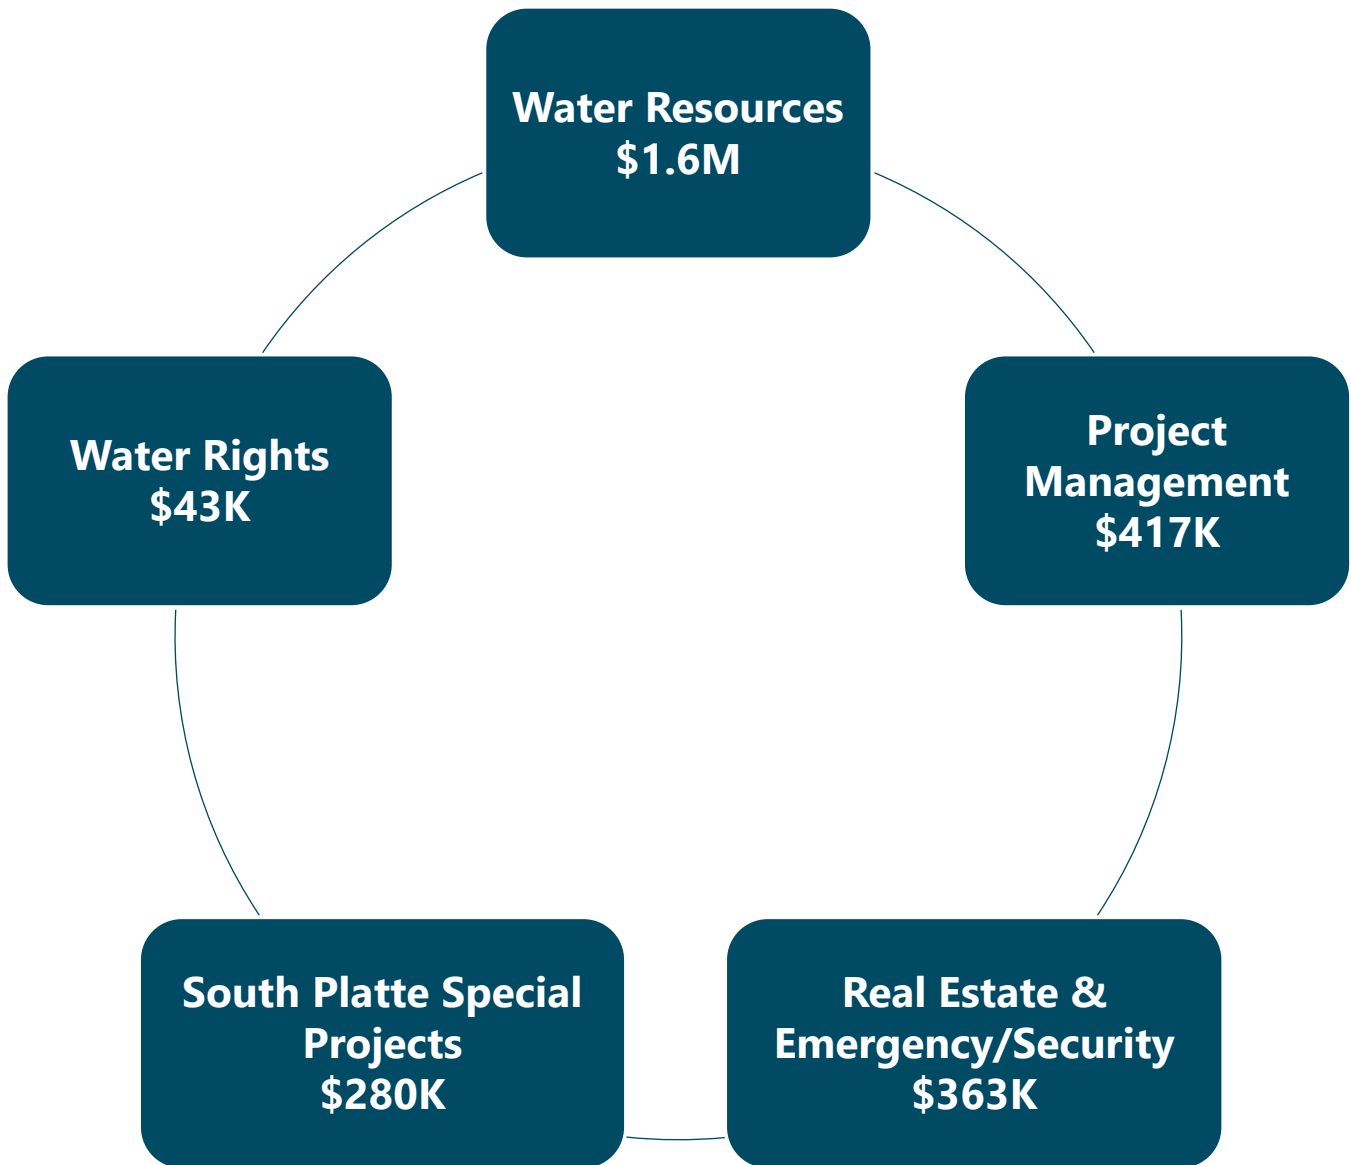 Water Resources
$1.6M
Project
Management
$417K
Real Estate &
Emergency/Security
$363K
South Platte Special
Projects
$280K
Water Rights
$43K